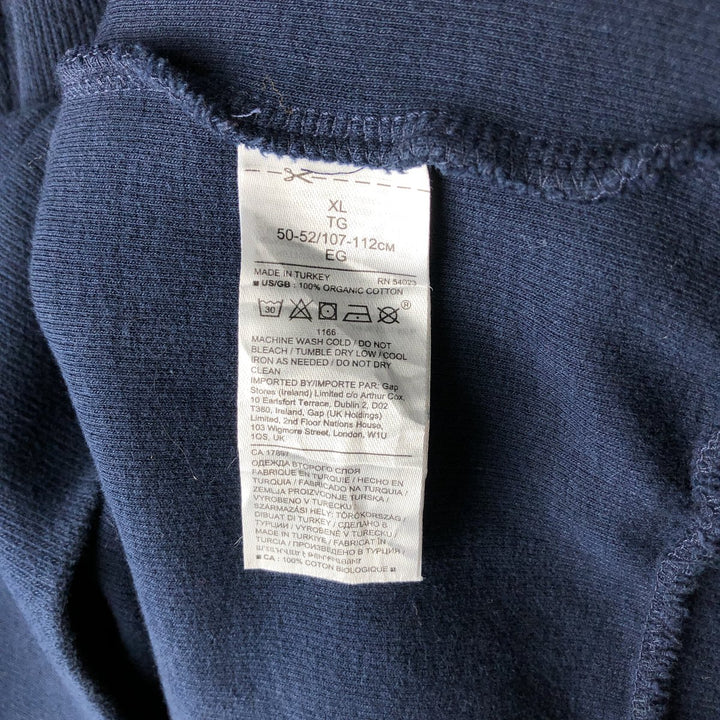 XL
TG
50-52/107-112CM
EG
MADE IN TURKEY RN 54023
■ US/GB : 100% ORGANIC COTTON
30 ®
1166
MACHINE WASH COLD / DO NOT
BLEACH / TUMBLE DRY LOW / COOL
IRON AS NEEDED / DO NOT DRY
CLEAN
IMPORTED BY/IMPORTE PAR: Gap
Stores (Ireland) Limited c/o Arthur Cox,
10 Earlsfort Terrace, Dublin 2, D02
T380, Ireland, Gap (UK Holdings)
Limited, 2nd Floor Nations House,
103 Wigmore Street, London, W1U
1QS, UK
CA 17897
ОДЕЖДА ВТОРОГО СЛОЯ
FABRIQUE EN TURQUIE / HECHO EN
TURQUIA / FABRICADO NA TURQUIA /
ZEMLJA PROIZVODNJE TURSKA /
VYROBENO V TURECKU
SZÁRMAZÁSI HELY: TÖRÖKORSZÁG /
DIBUAT DI TURKEY / СДЕЛАНО В
ТУРЦИИ / VYROBENÉ V TURECKU
MADE IN TURKIYE / FABRICAT ÎN
TURCIA / ПРОИЗВЕДЕНО В ТУРЦИЯ /
■ CA : 100% COTON BIOLOGIQUE ■